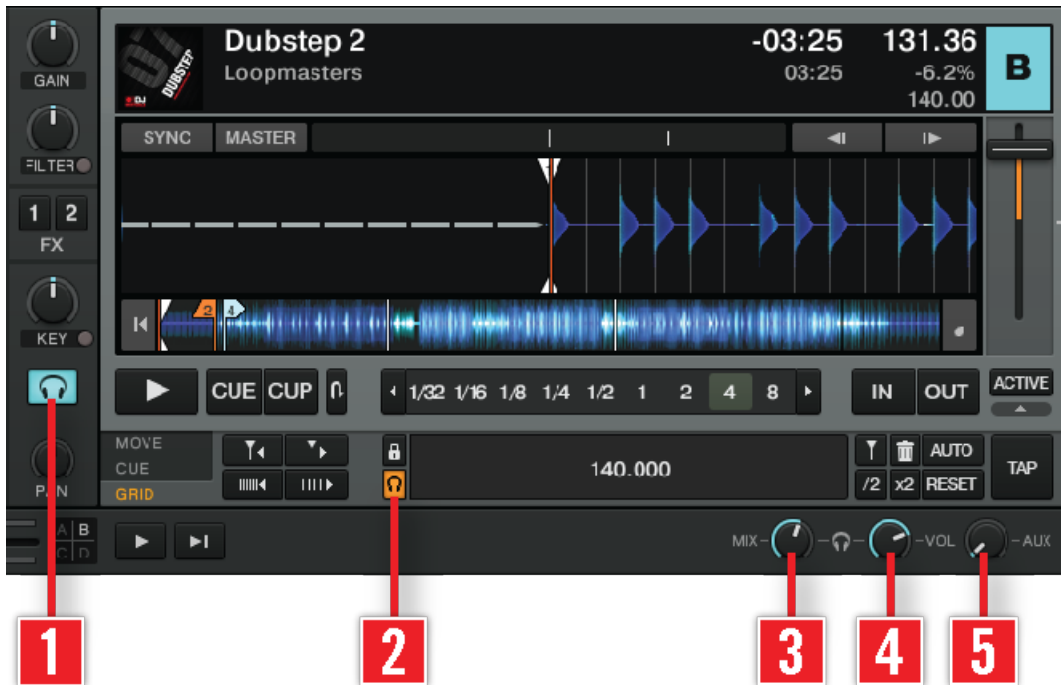 GAIN
FILTER
1 2
FX
KEY
PAN
DJ
DUBSTEP
Dubstep 2
Loopmasters
-03:25
03:25
131.36
-6.2%
140.00
B
SYNC MASTER
2 4
CUE CUP
1/32 1/16 1/8 1/4 1/2 1 2 4 8
IN OUT
ACTIVE
MOVE
CUE
GRID
140.000
AUTO
/2 x2 RESET
TAP
A B
C D
MIX VOL AUX
1 2 3 4 5